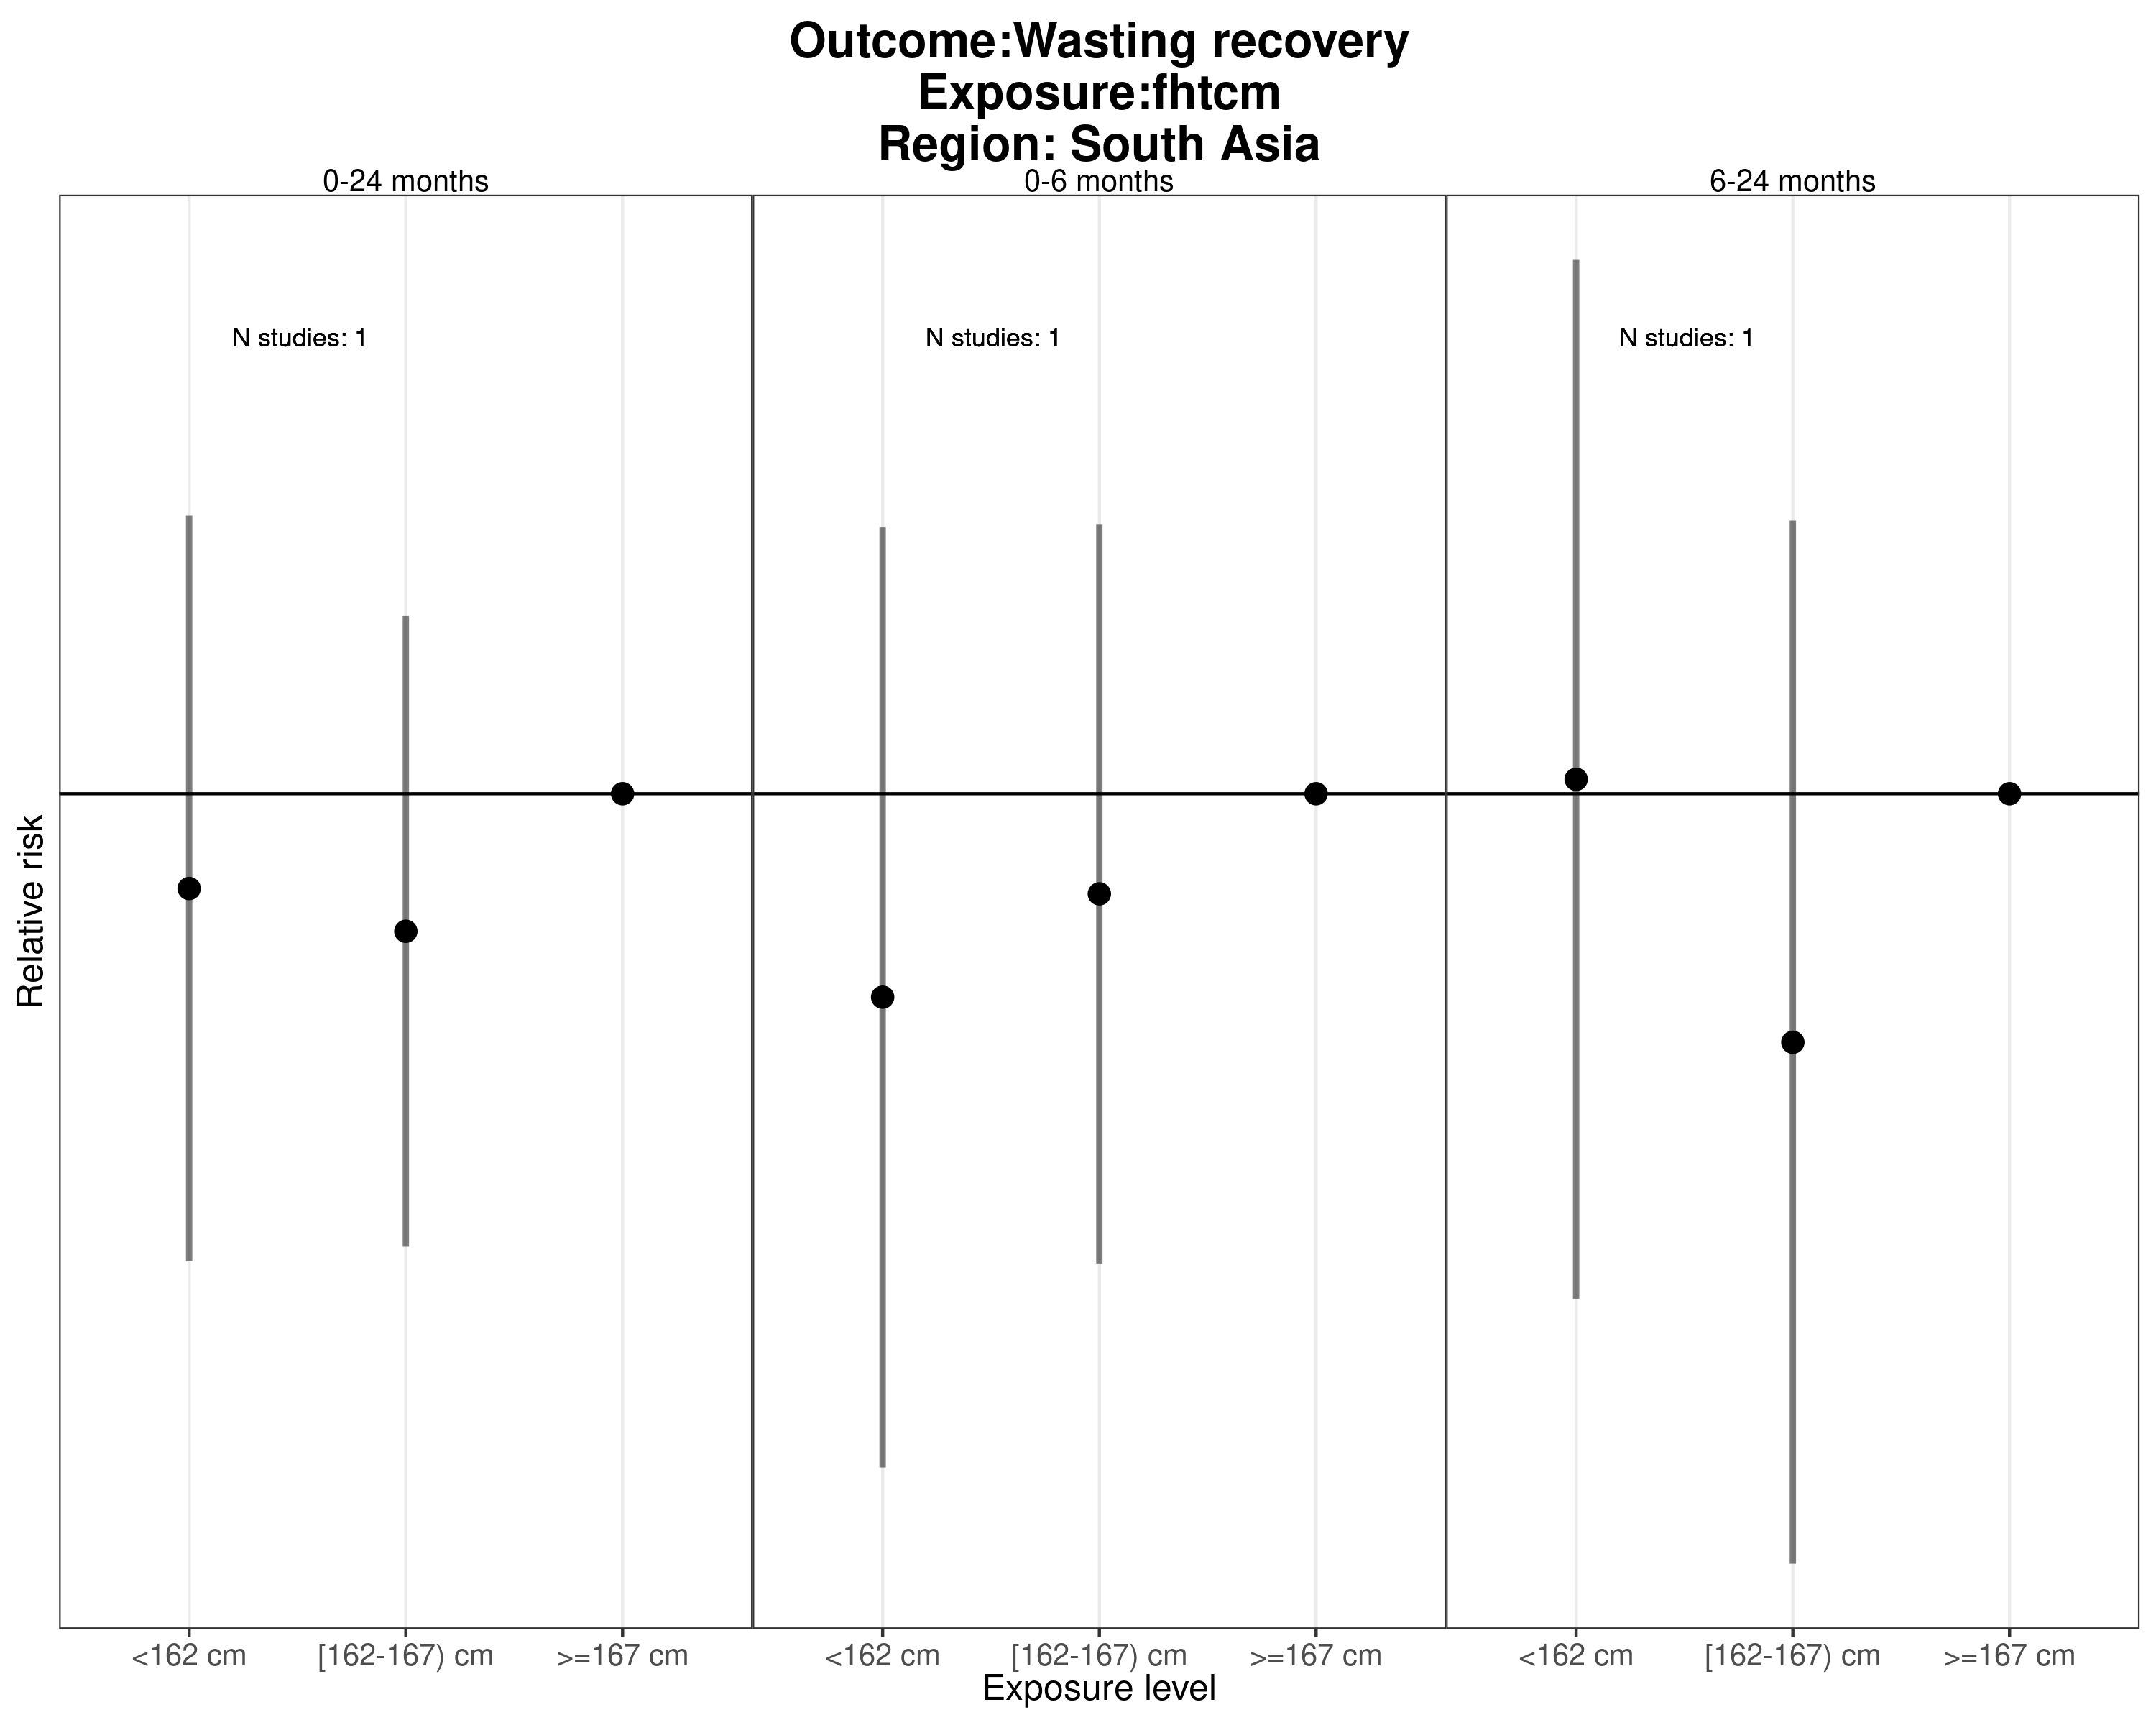 Outcome:Wasting recovery
Exposure:fhtcm
Region: South Asia
0-24 months
0-6 months
6-24 months
N studies: 1
N studies: 1
N studies: 1
Relative risk
<162 cm
[162-167) cm
>=167 cm
<162 cm
[162-167) cm
>=167 cm
<162 cm
[162-167) cm
>=167 cm
Exposure level